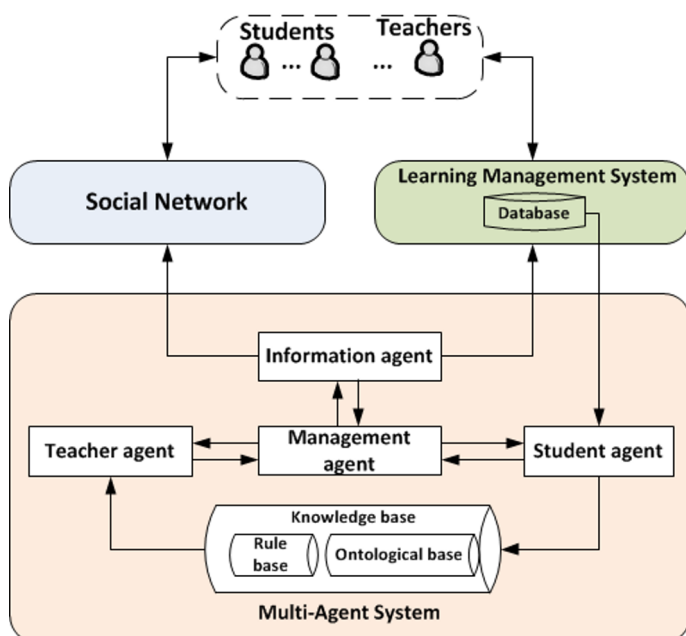 Students
Teachers
... ...
Social Network
Learning Management System
Database
Information agent
Teacher agent
Management
agent
Student agent
Knowledge base
Rule
base
Ontological base
Multi-Agent System